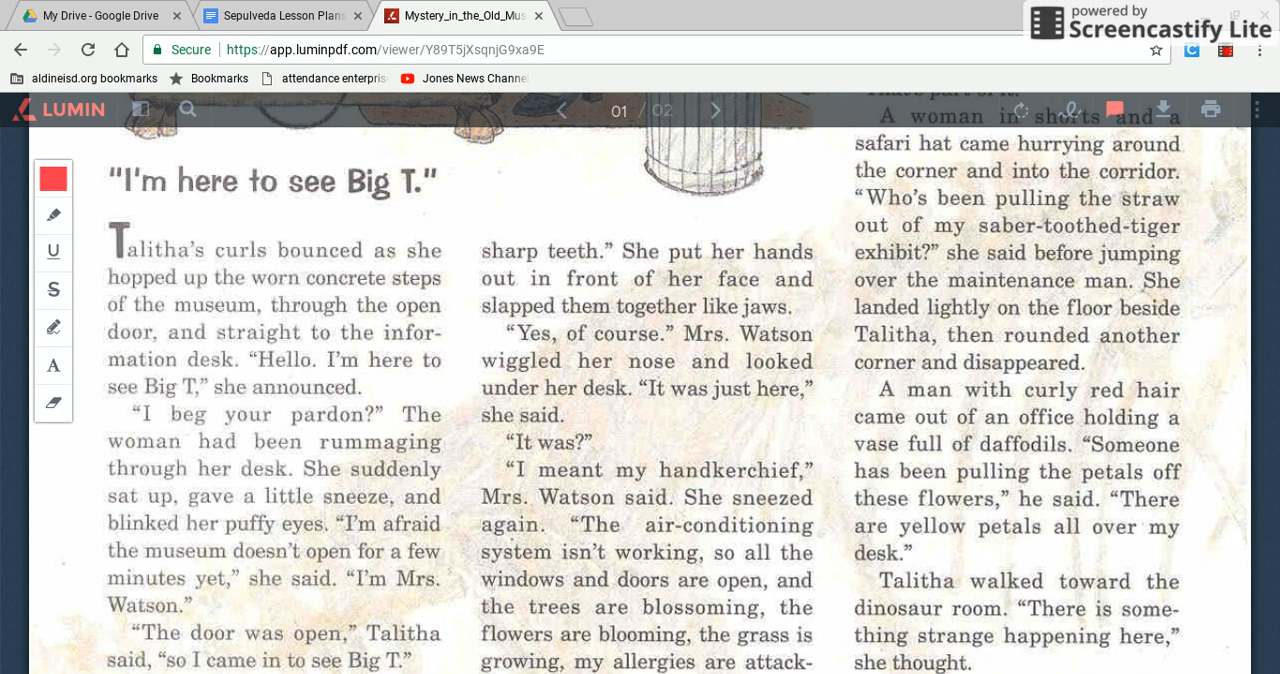 My Drive - Google Drive
Sepulveda Lesson Plans
Mystery_in_the_Old_Mus
powered by
Screencastify Lite
Secure
https://app.luminpdf.com/viewer/Y89T5jXsqnjG9xa9E
aldineisd.org bookmarks
Bookmarks
attendance enterpris
Jones News Channe
LUMIN
01 / 02
U
S
A
"I'm here to see Big T."
Talitha's curls bounced as she
hopped up the worn concrete steps
of the museum, through the open
door, and straight to the infor-
mation desk. "Hello. I'm here to
see Big T," she announced.
"I beg your pardon?" The
woman had been rummaging
through her desk. She suddenly
sat up, gave a little sneeze, and
blinked her puffy eyes. "I'm afraid
the museum doesn't open for a few
minutes yet," she said. "I'm Mrs.
Watson."
"The door was open," Talitha
said, "so I came in to see Big T."
sharp teeth." She put her hands
out in front of her face and
slapped them together like jaws.
"Yes, of course." Mrs. Watson
wiggled her nose and looked
under her desk. "It was just here,"
she said.
"It was?"
"I meant my handkerchief,"
Mrs. Watson said. She sneezed
again. "The air-conditioning
system isn't working, so all the
windows and doors are open, and
the trees are blossoming, the
flowers are blooming, the grass is
growing, my allergies are attack-
That's part of it.
A woman in shorts and a
safari hat came hurrying around
the corner and into the corridor.
"Who's been pulling the straw
out of my saber-toothed-tiger
exhibit?" she said before jumping
over the maintenance man. She
landed lightly on the floor beside
Talitha, then rounded another
corner and disappeared.
A man with curly red hair
came out of an office holding a
vase full of daffodils. "Someone
has been pulling the petals off
these flowers," he said. "There
are yellow petals all over my
desk."
Talitha walked toward the
dinosaur room. "There is some-
thing strange happening here,"
she thought.